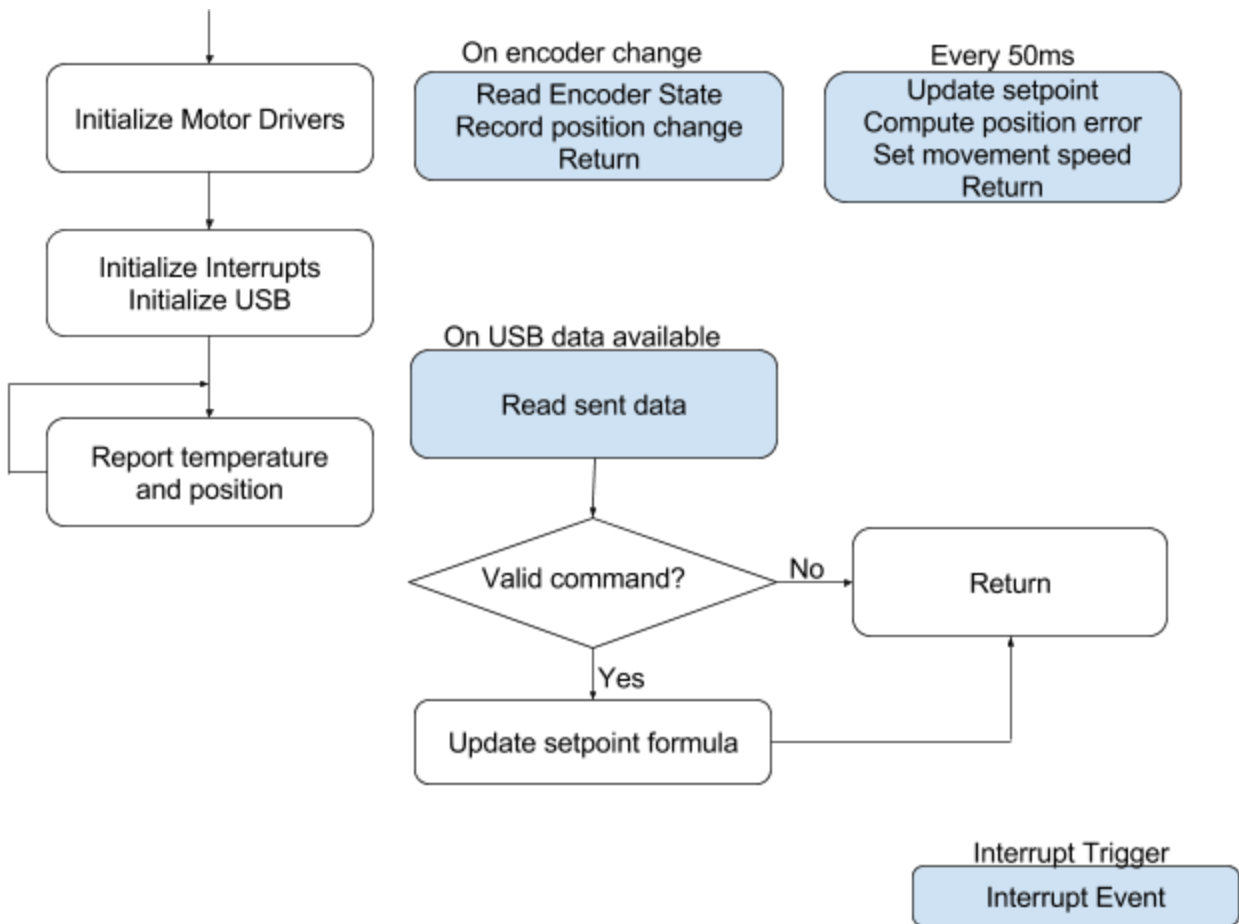 Initialize Motor Drivers
Initialize Interrupts
Initialize USB
Report temperature
and position
On encoder change
Read Encoder State
Record position change
Return
Every 50ms
Update setpoint
Compute position error
Set movement speed
Return
On USB data available
Read sent data
Valid command?
No
Return
Yes
Update setpoint formula
Interrupt Trigger
Interrupt Event